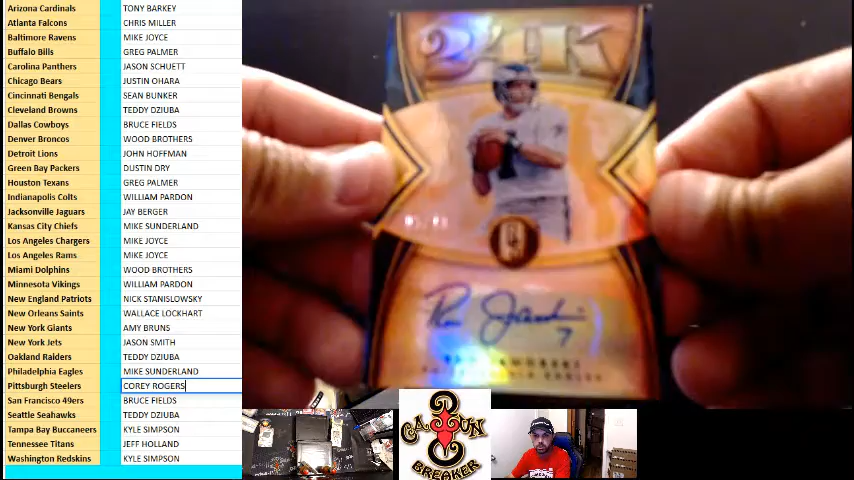 Arizona Cardinals TONY BARKEY
Atlanta Falcons CHRIS MILLER
Baltimore Ravens MIKE JOYCE
Buffalo Bills GREG PALMER
Carolina Panthers JASON SCHUETT
Chicago Bears JUSTIN OHARA
Cincinnati Bengals SEAN BUNKER
Cleveland Browns TEDDY DZIUBA
Dallas Cowboys BRUCE FIELDS
Denver Broncos WOOD BROTHERS
Detroit Lions JOHN HOFFMAN
Green Bay Packers DUSTIN DRY
Houston Texans GREG PALMER
Indianapolis Colts WILLIAM PARDON
Jacksonville Jaguars JAY BERGER
Kansas City Chiefs MIKE SUNDERLAND
Los Angeles Chargers MIKE JOYCE
Los Angeles Rams MIKE JOYCE
Miami Dolphins WOOD BROTHERS
Minnesota Vikings WILLIAM PARDON
New England Patriots NICK STANISLOWSKY
New Orleans Saints WALLACE LOCKHART
New York Giants AMY BRUNS
New York Jets JASON SMITH
Oakland Raiders TEDDY DZIUBA
Philadelphia Eagles MIKE SUNDERLAND
Pittsburgh Steelers COREY ROGERS
San Francisco 49ers BRUCE FIELDS
Seattle Seahawks TEDDY DZIUBA
Tampa Bay Buccaneers KYLE SIMPSON
Tennessee Titans JEFF HOLLAND
Washington Redskins KYLE SIMPSON
24K
7
CAJUN
BREAKER